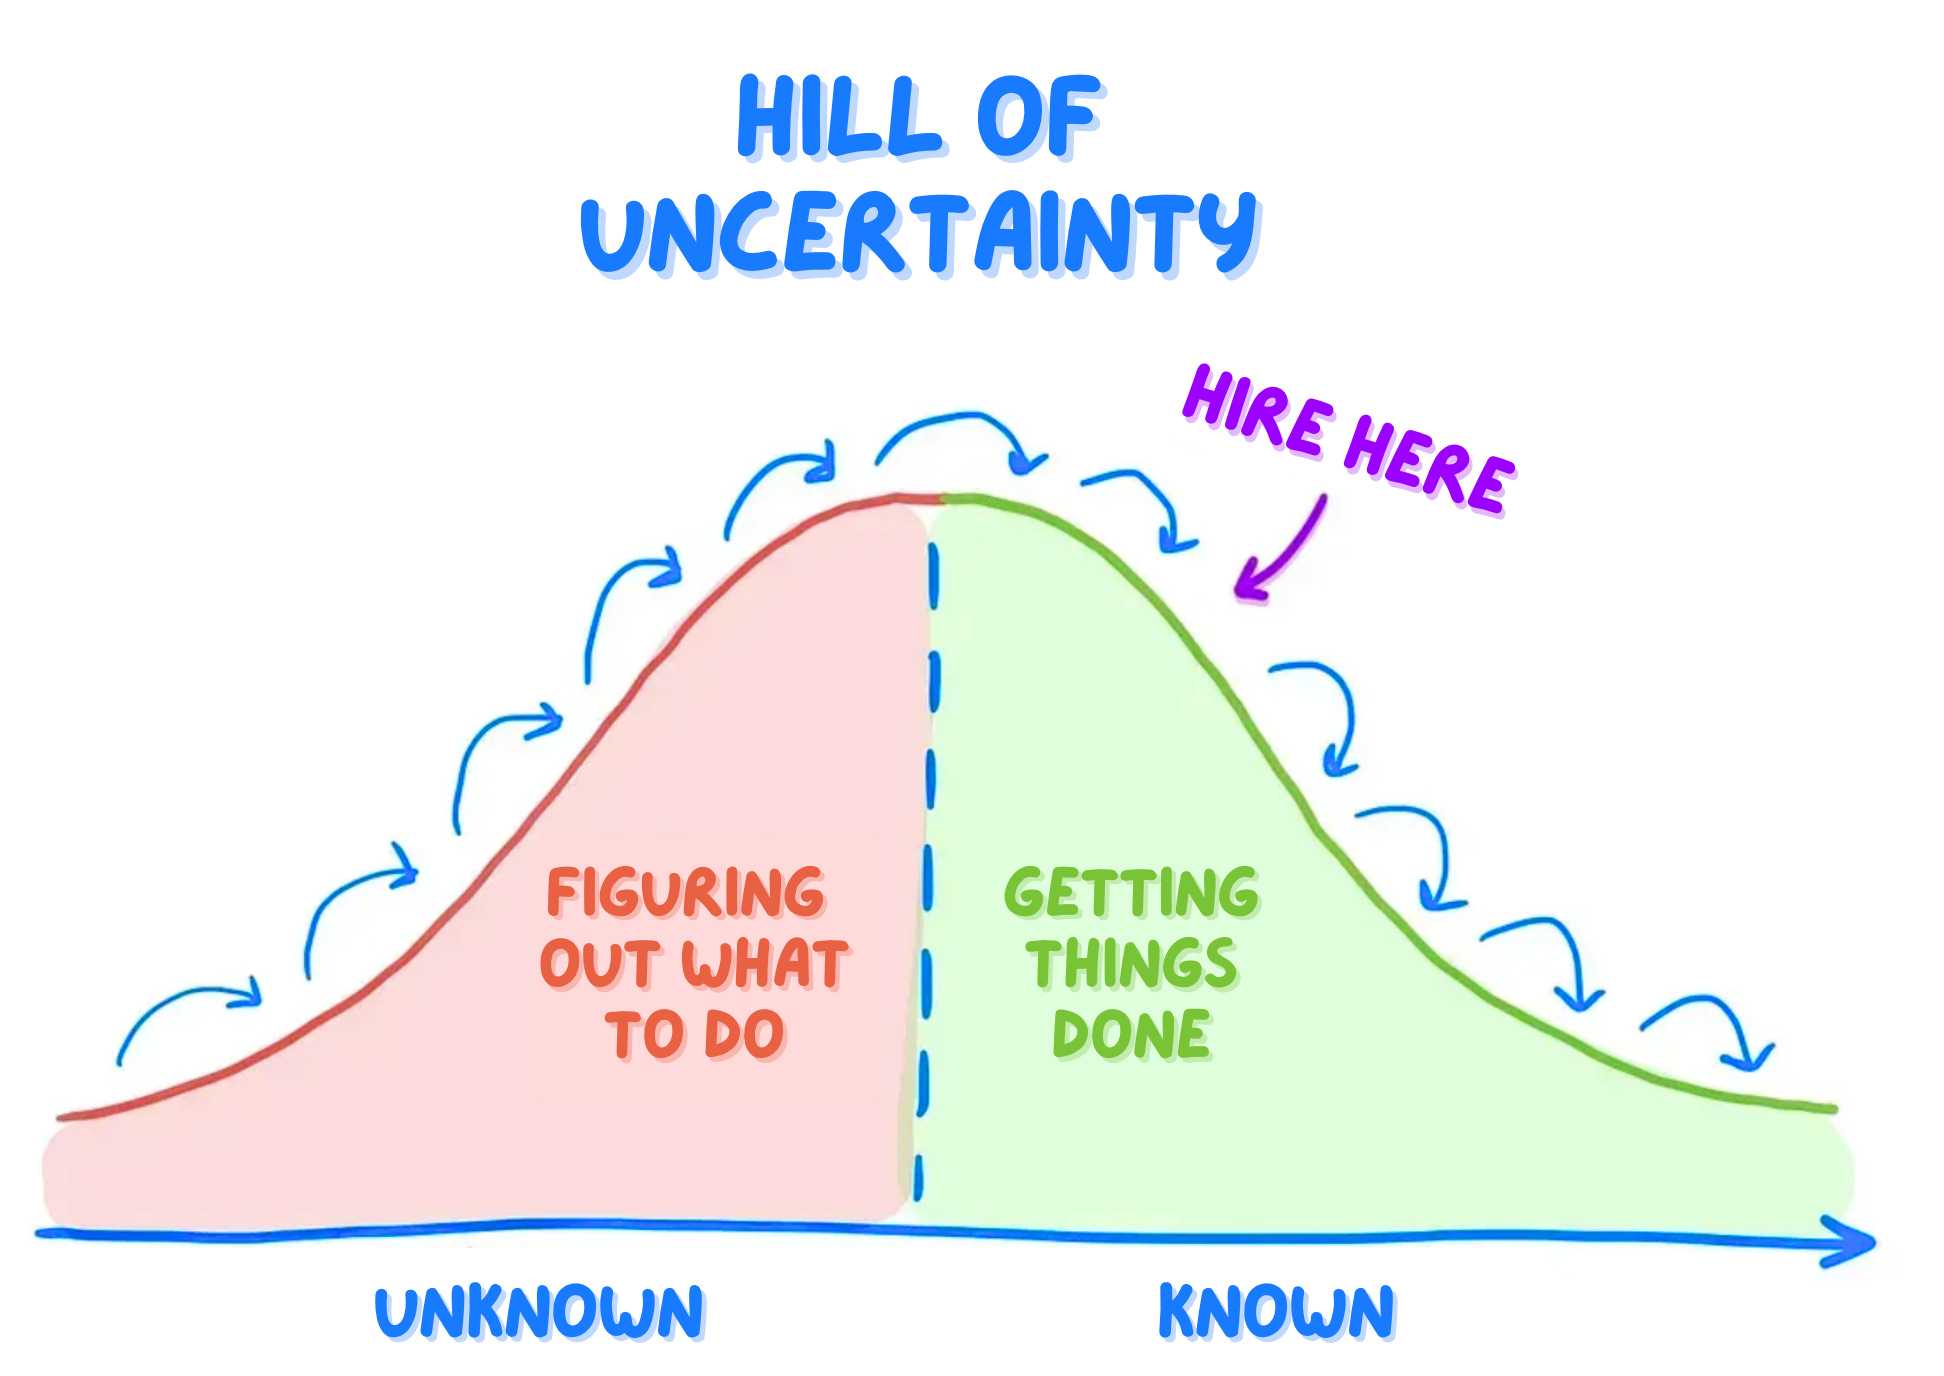 HILL OF
UNCERTAINTY
HIRE HERE
FIGURING
OUT WHAT
TO DO
GETTING
THINGS
DONE
UNKNOWN
KNOWN